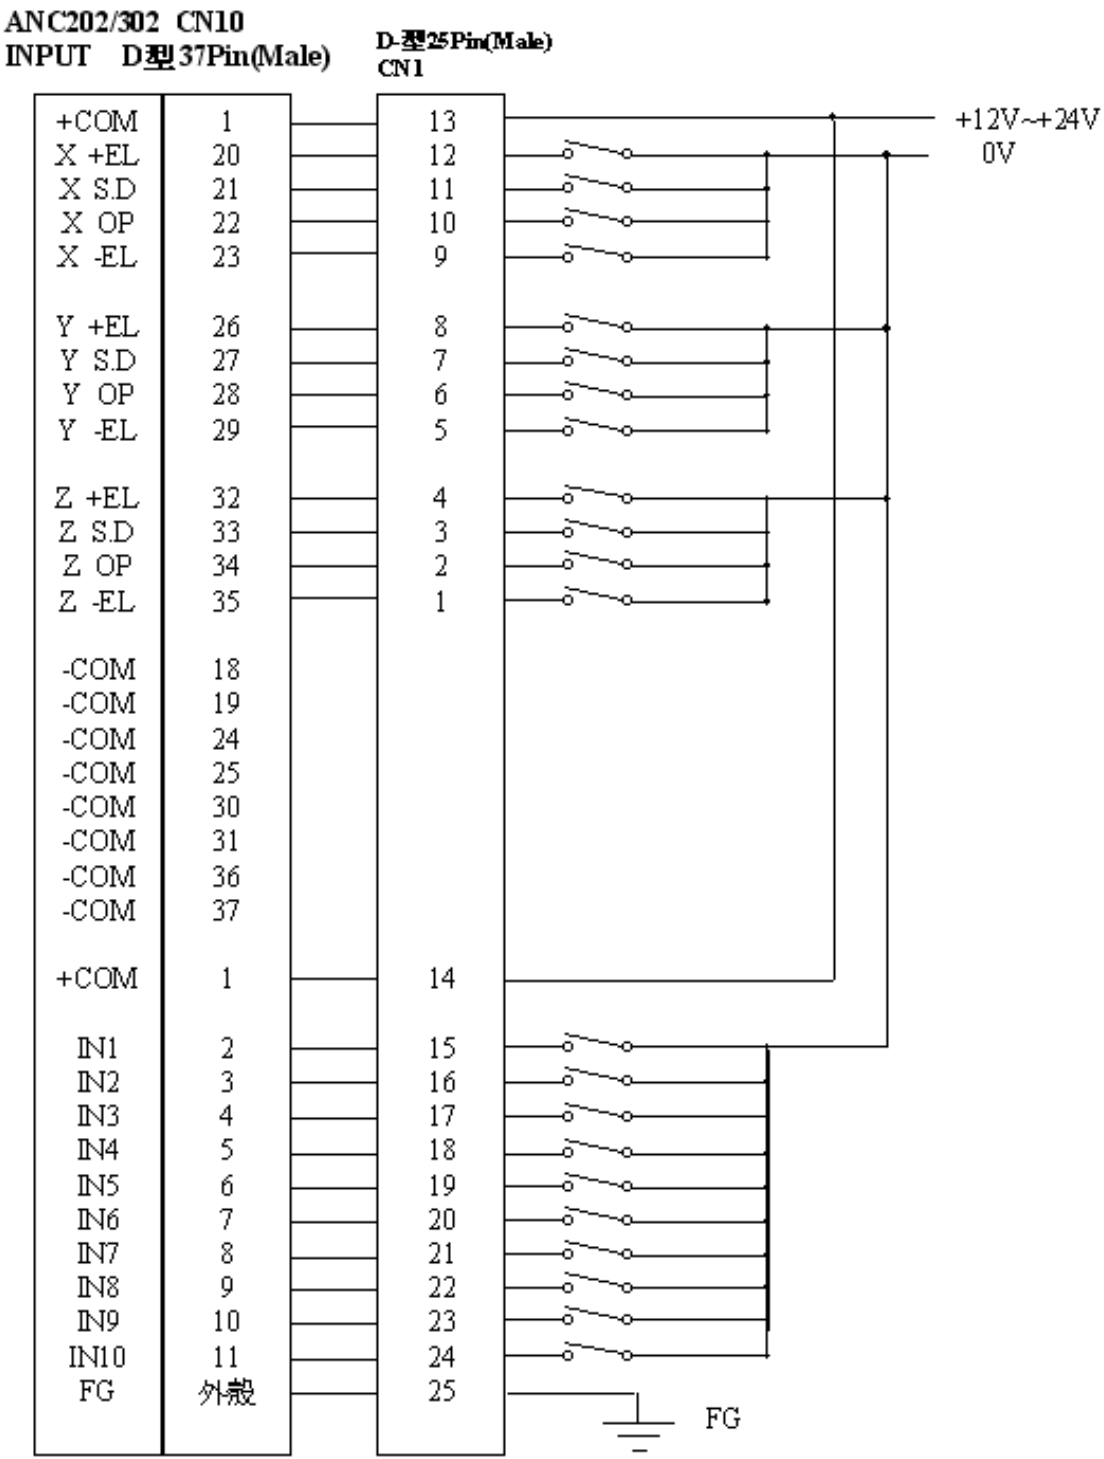 ANC202/302 CN10
INPUT D型37Pin(Male)
D-型25Pin(Male)
CN1
+COM 1 13 +12V~+24V
X +EL 20 12 0V
X S.D 21 11
X OP 22 10
X -EL 23 9
Y +EL 26 8
Y S.D 27 7
Y OP 28 6
Y -EL 29 5
Z +EL 32 4
Z S.D 33 3
Z OP 34 2
Z -EL 35 1
-COM 18
-COM 19
-COM 24
-COM 25
-COM 30
-COM 31
-COM 36
-COM 37
+COM 1 14
IN1 2 15
IN2 3 16
IN3 4 17
IN4 5 18
IN5 6 19
IN6 7 20
IN7 8 21
IN8 9 22
IN9 10 23
IN10 11 24
FG 外殼 25
FG